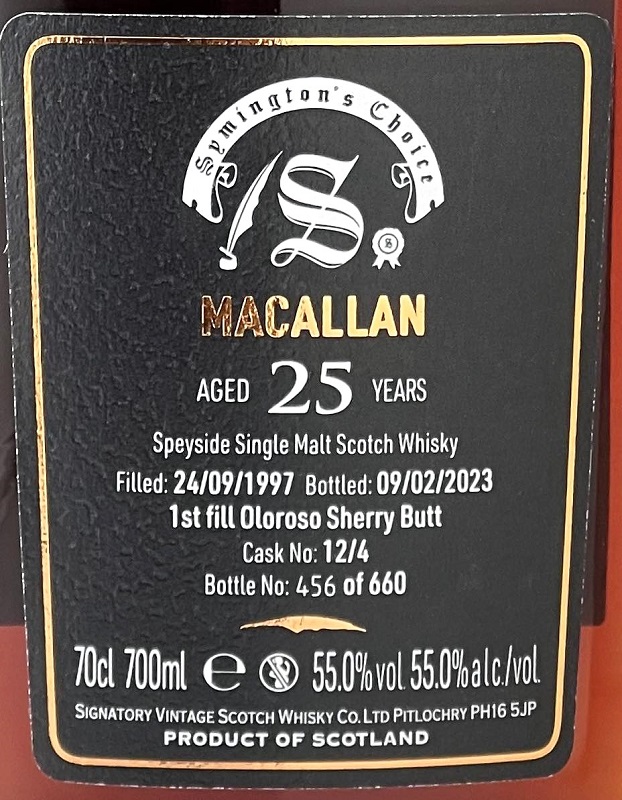 Symington's Choice
S
S
MACALLAN
AGED 25 YEARS
Speyside Single Malt Scotch Whisky
Filled: 24/09/1997 Bottled: 09/02/2023
1st fill Oloroso Sherry Butt
Cask No: 12/4
Bottle No: 456 of 660
70cl 700ml e 55.0%vol. 55.0%alc./vol.
SIGNATORY VINTAGE SCOTCH WHISKY CO. LTD PITLOCHRY PH16 5JP
PRODUCT OF SCOTLAND